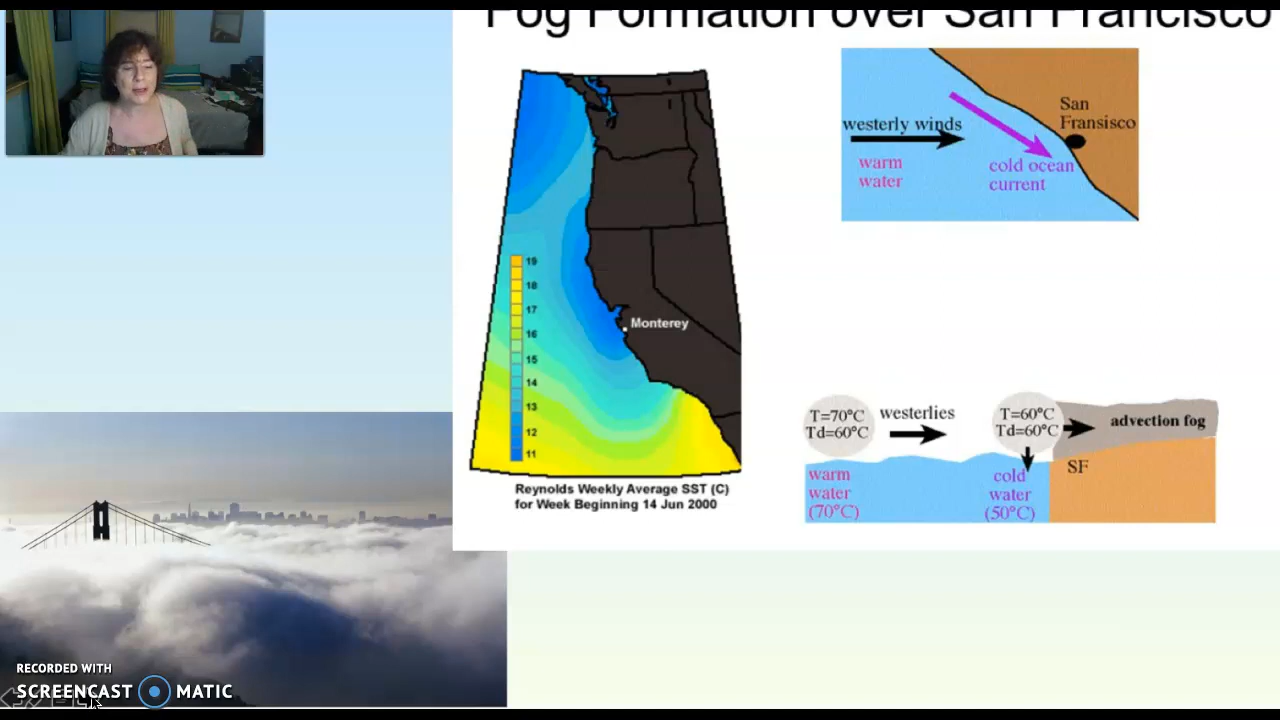 Fog Formation over San Francisco
San
Fransisco
westerly winds
warm
water
cold ocean
current
19
18
17
16
15
14
13
12
11
Monterey
Reynolds Weekly Average SST (C)
for Week Beginning 14 Jun 2000
T=70°C
Td=60°C
westerlies
T=60°C
Td=60°C
advection fog
SF
warm
water
(70°C)
cold
water
(50°C)
RECORDED WITH
SCREENCAST MATIC